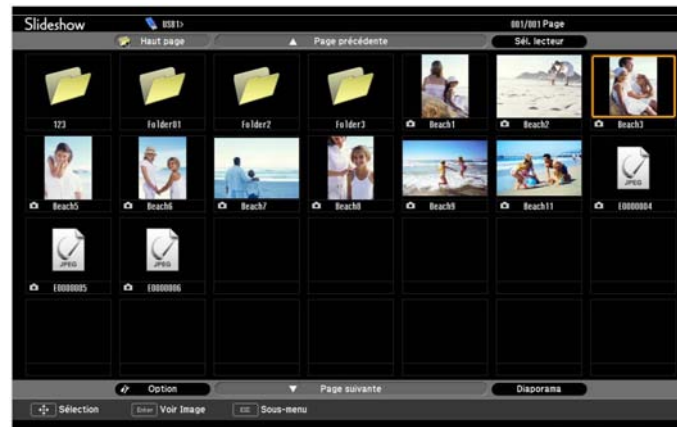 Slideshow USB1> 001/001 Page
Haut page ▲ Page précédente Sél. lecteur
123 Folder01 Folder2 Folder3 Beach1 Beach2 Beach3
Beach5 Beach6 Beach7 Beach8 Beach9 Beach11 E0000004
JPEG
E0000005 E0000006
JPEG JPEG
Option ▼ Page suivante Diaporama
Sélection Enter Voir Image ESC Sous-menu